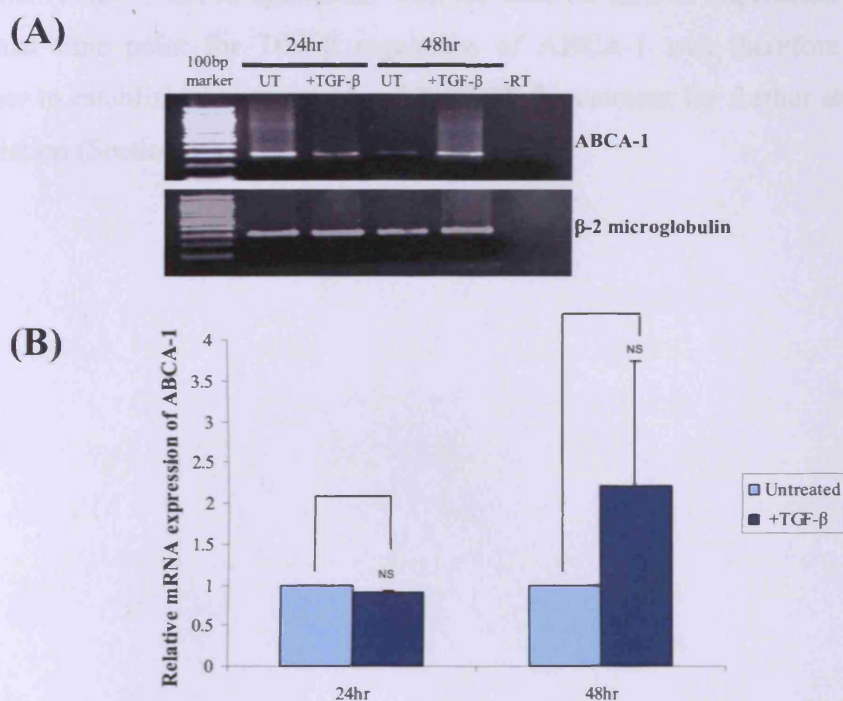 (A)
24hr 48hr
100bp marker UT +TGF-β UT +TGF-β -RT
ABCA-1
β-2 microglobulin
(B)
Relative mRNA expression of ABCA-1
4
3.5
3
2.5
2
1.5
1
0.5
0
NS
NS
24hr 48hr
Untreated
+TGF-β